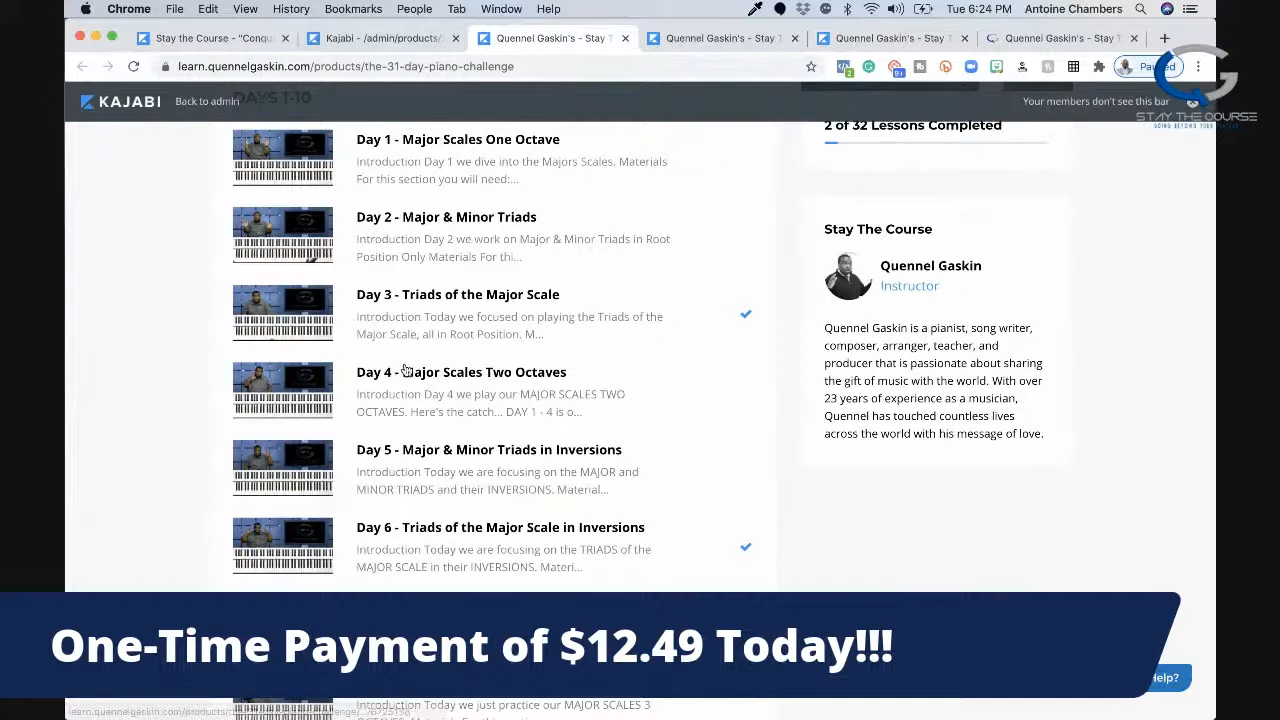 Chrome File Edit View History Bookmarks People Tab Window Help Tue 6:24 PM Antoine Chambers
Stay the Course - "Conqu
Kajabi - /admin/products/
Quennel Gaskin's - Stay T
Quennel Gaskin's - Stay T
Quennel Gaskin's - Stay T
Quennel Gaskin's - Stay T
learn.quennelgaskin.com/products/the-31-day-piano-challenge
KAJABI
Back to admin
DAYS 1-10
Your members don't see this bar
STAY THE COURSE
Day 1 - Major Scales One Octave
Introduction Day 1 we dive into the Majors Scales. Materials
For this section you will need:...
Day 2 - Major & Minor Triads
Introduction Day 2 we work on Major & Minor Triads in Root
Position Only Materials For thi...
Day 3 - Triads of the Major Scale
Introduction Today we focused on playing the Triads of the
Major Scale, all in Root Position. M...
Day 4 - Major Scales Two Octaves
Introduction Day 4 we play our MAJOR SCALES TWO
OCTAVES. Here's the catch... DAY 1 - 4 is o...
Day 5 - Major & Minor Triads in Inversions
Introduction Today we are focusing on the MAJOR and
MINOR TRIADS and their INVERSIONS. Material...
Day 6 - Triads of the Major Scale in Inversions
Introduction Today we are focusing on the TRIADS of the
MAJOR SCALE in their INVERSIONS. Materi...
2 of 32 Lessons Completed
Stay The Course
Quennel Gaskin
Instructor
Quennel Gaskin is a pianist, song writer,
composer, arranger, teacher, and
producer that is passionate about sharing
the gift of music with the world. With over
23 years of experience as a musician,
Quennel has touched countless lives
across the world with his message of love.
One-Time Payment of $12.49 Today!!!
Help?
Introduction Today we just practice our MAJOR SCALES 3